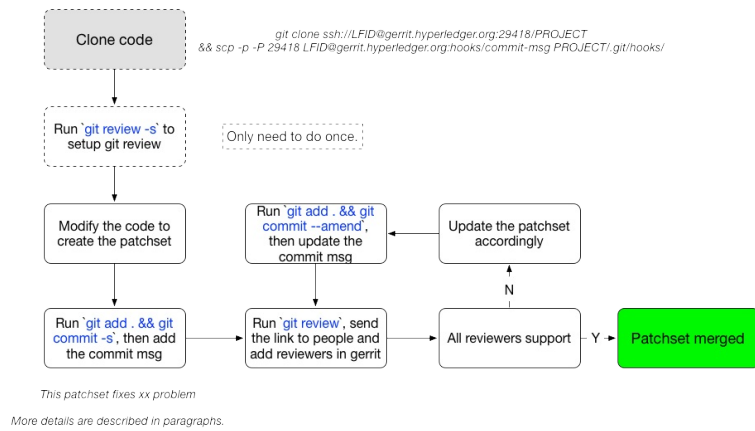 Clone code
git clone ssh://LFID@gerrit.hyperledger.org:29418/PROJECT
&& scp -p -P 29418 LFID@gerrit.hyperledger.org:hooks/commit-msg PROJECT/.git/hooks/
Run `git review -s` to
setup git review
Only need to do once.
Modify the code to
create the patchset
Run `git add . && git
commit --amend`,
then update the
commit msg
Update the patchset
accordingly
N
Run `git add . && git
commit -s`, then add
the commit msg
Run `git review`, send
the link to people and
add reviewers in gerrit
All reviewers support
Y
Patchset merged
This patchset fixes xx problem
More details are described in paragraphs.